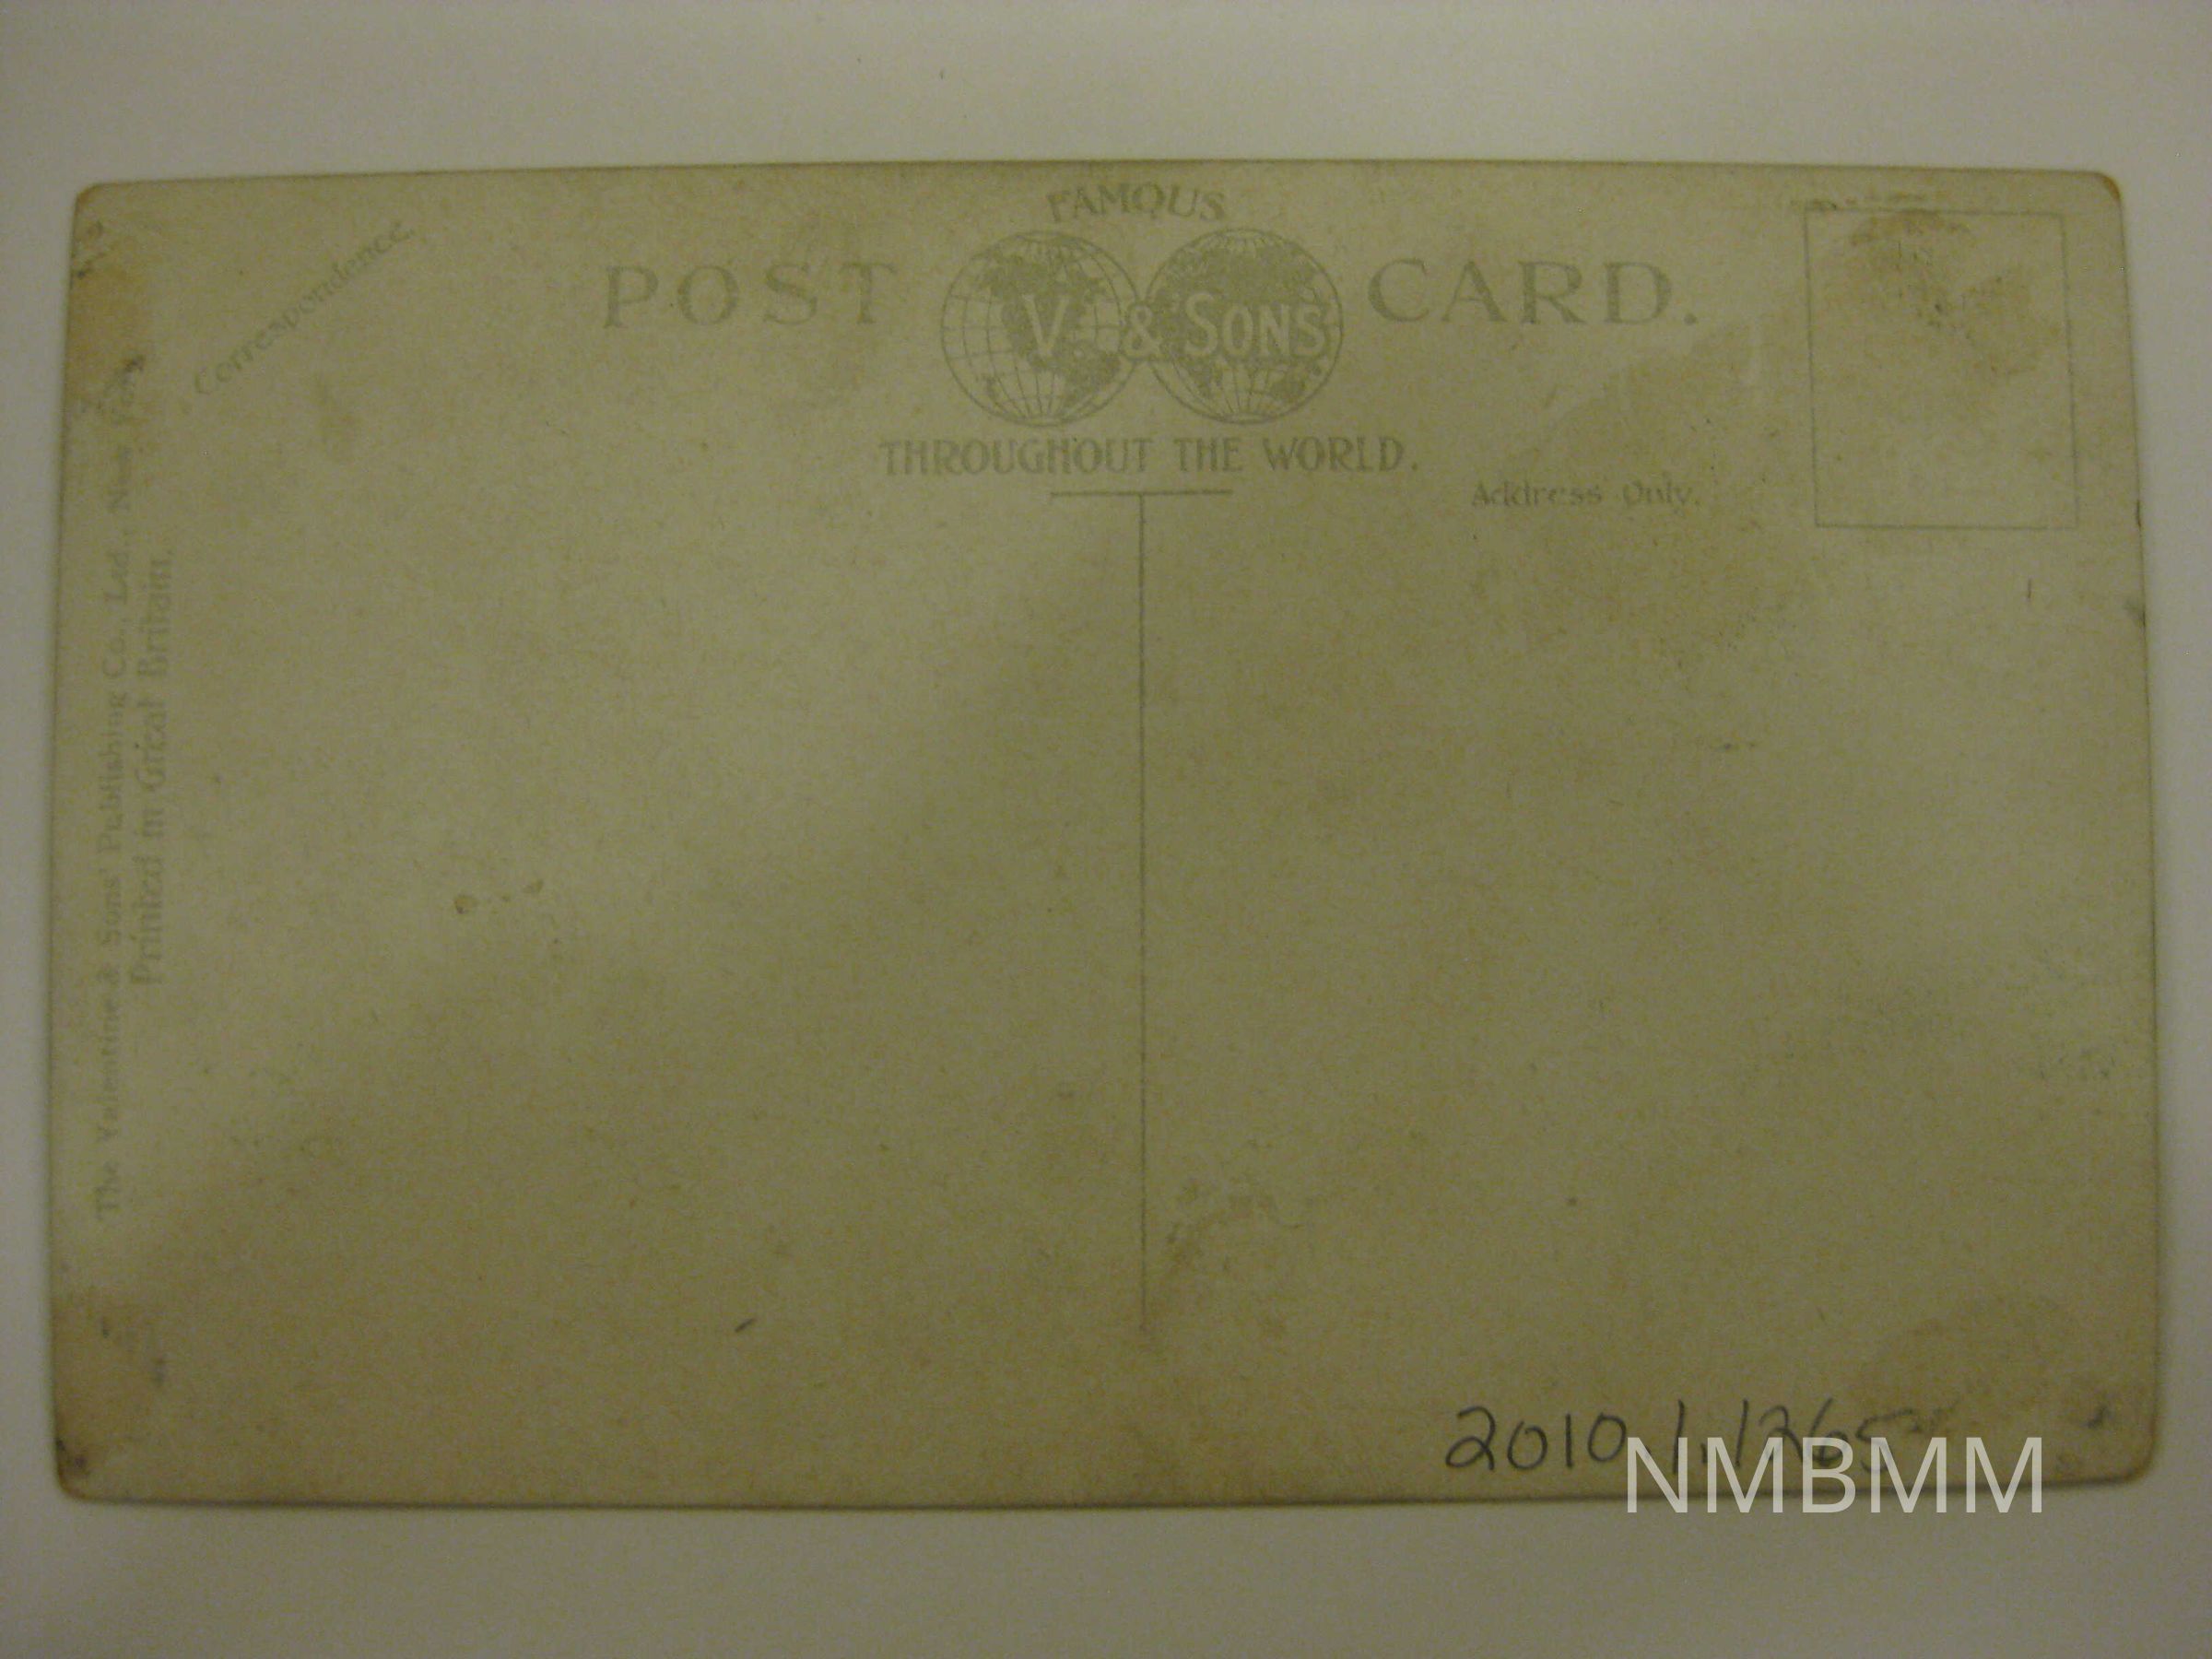 FAMOUS
POST V & SONS CARD.
THROUGHOUT THE WORLD.
Correspondence.
Address Only.
The Valentine & Sons' Publishing Co., Ltd., New York
Printed in Great Britain.
2010.1.1265
NMBMM